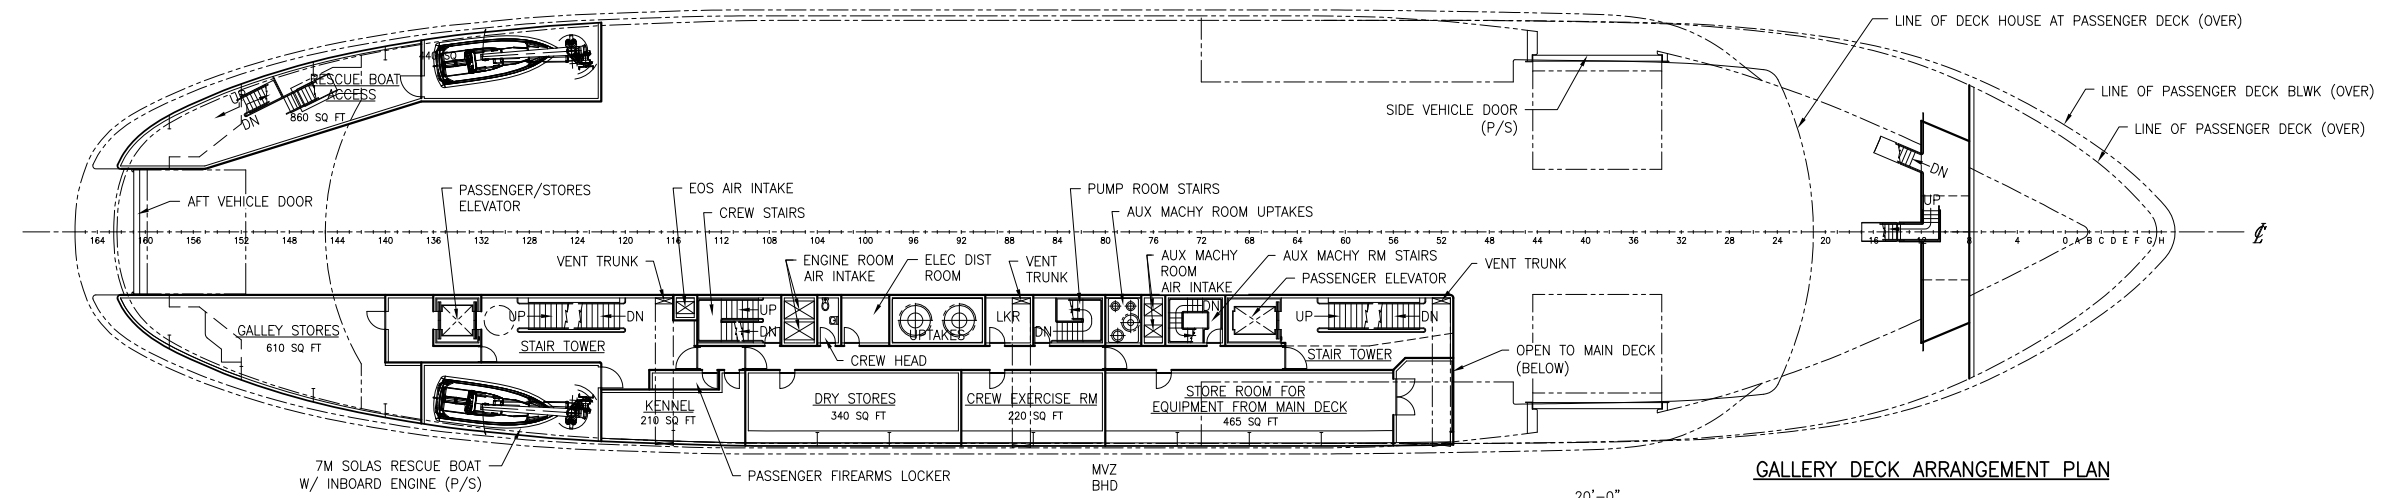 LINE OF DECK HOUSE AT PASSENGER DECK (OVER)
440 SQ
RESCUE BOAT
ACCESS
860 SQ FT
UP
DN
SIDE VEHICLE DOOR
(P/S)
LINE OF PASSENGER DECK BLWK (OVER)
LINE OF PASSENGER DECK (OVER)
DN
UP
AFT VEHICLE DOOR
PASSENGER/STORES
ELEVATOR
EOS AIR INTAKE
CREW STAIRS
PUMP ROOM STAIRS
AUX MACHY ROOM UPTAKES
164 160 156 152 148 144 140 136 132 128 124 120 116 112 108 104 100 96 92 88 84 80 76 72 68 64 60 56 52 48 44 40 36 32 28 24 20 16 12 8 4 0 A B C D E F G H
VENT TRUNK
ENGINE ROOM
AIR INTAKE
ELEC DIST
ROOM
VENT
TRUNK
AUX MACHY
ROOM
AIR INTAKE
AUX MACHY RM STAIRS
PASSENGER ELEVATOR
VENT TRUNK
GALLEY STORES
610 SQ FT
UP
DN
STAIR TOWER
UP
DN
UPTAKES
LKR
DN
DN
UP
DN
STAIR TOWER
CREW HEAD
OPEN TO MAIN DECK
(BELOW)
KENNEL
210 SQ FT
DRY STORES
340 SQ FT
CREW EXERCISE RM
220 SQ FT
STORE ROOM FOR
EQUIPMENT FROM MAIN DECK
465 SQ FT
7M SOLAS RESCUE BOAT
W/ INBOARD ENGINE (P/S)
PASSENGER FIREARMS LOCKER
MVZ
BHD
GALLERY DECK ARRANGEMENT PLAN
20'-0"